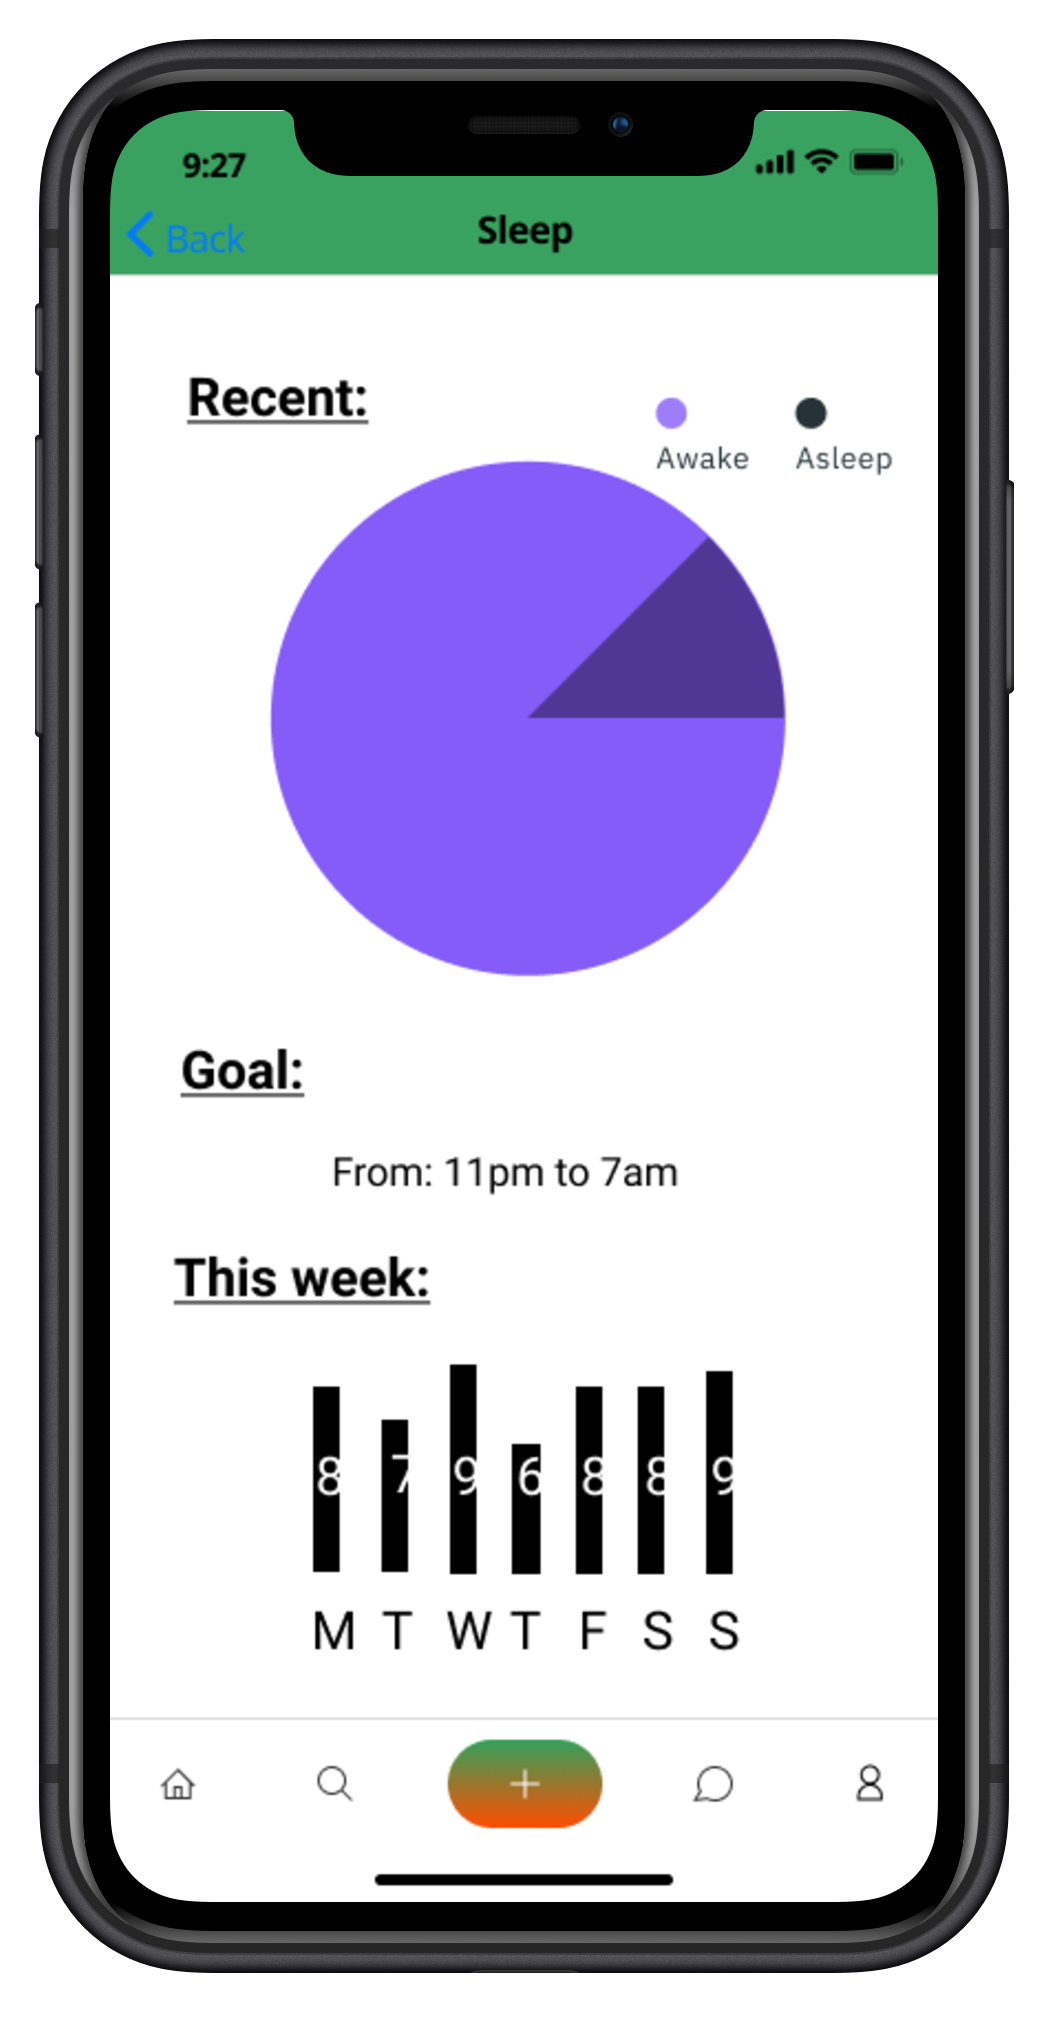 9:27
Back
Sleep
Recent:
Awake
Asleep
Goal:
From: 11pm to 7am
This week:
8 7 9 6 8 8 9
M T W T F S S